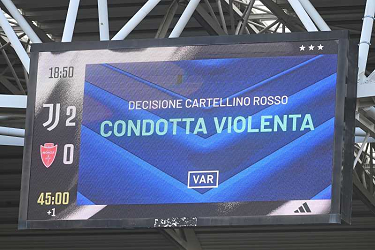 18:50
2
0
45:00
+1
DECISIONE CARTELLINO ROSSO
CONDOTTA VIOLENTA
VAR